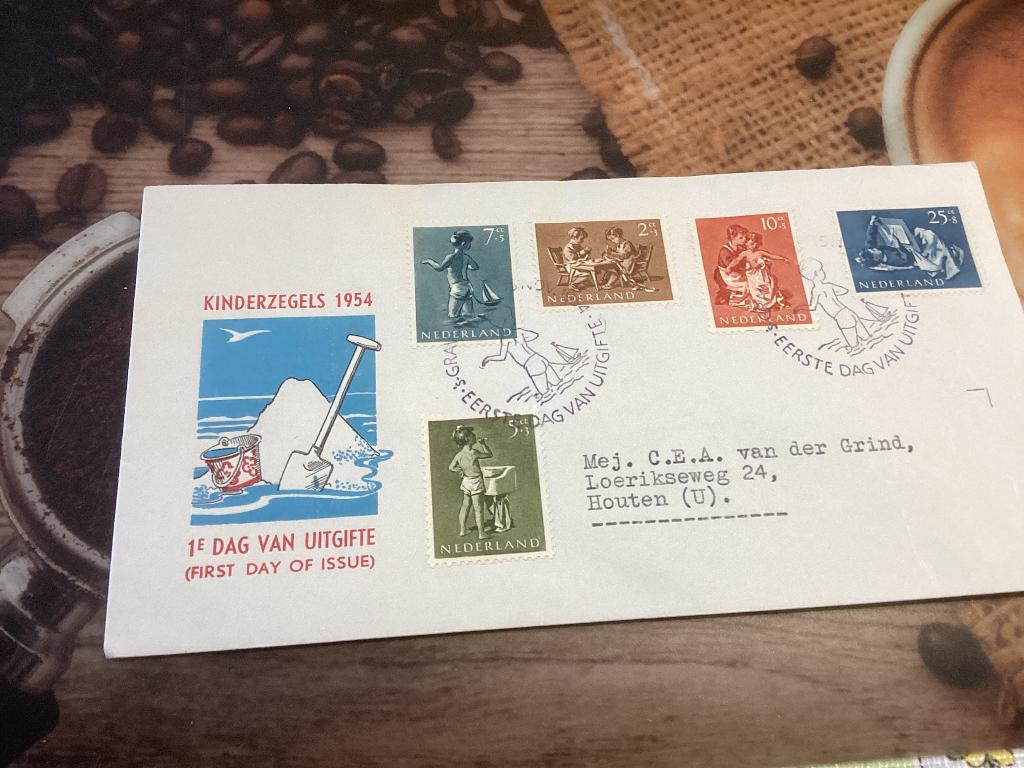 KINDERZEGELS 1954
1E DAG VAN UITGIFTE
(FIRST DAY OF ISSUE)
7 ct
+5
NEDERLAND
2 ct
+3
NEDERLAND
10 ct
+5
NEDERLAND
25 ct
+8
NEDERLAND
EERSTE DAG VAN UITGIFTE
EERSTE DAG VAN UITGIFTE
5 ct
+3
NEDERLAND
Mej. C.E.A. van der Grind,
Loerikseweg 24,
Houten (U).